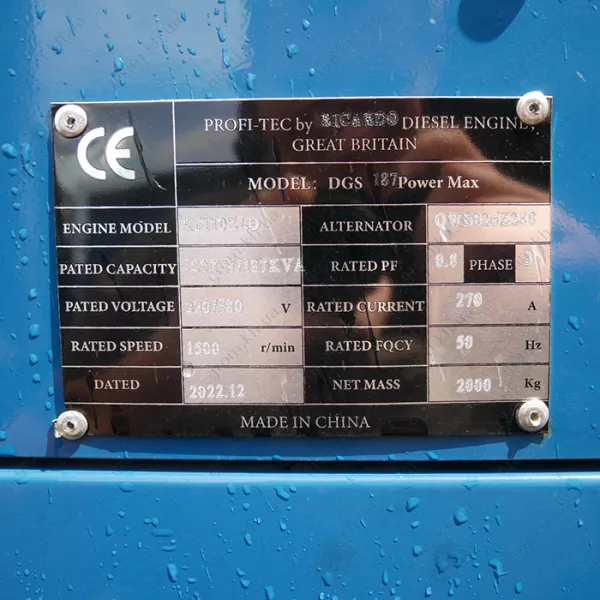 CE
PROFI-TEC by RICARDO DIESEL ENGINE,
GREAT BRITAIN
MODEL: DGS 187Power Max
ENGINE MODEL ALTERNATOR
PATED CAPACITY RATED PF 0.8 PHASE
PATED VOLTAGE V RATED CURRENT 270 A
RATED SPEED 1500 r/min RATED FQCY 50 Hz
DATED 2022.12 NET MASS 2000 Kg
MADE IN CHINA